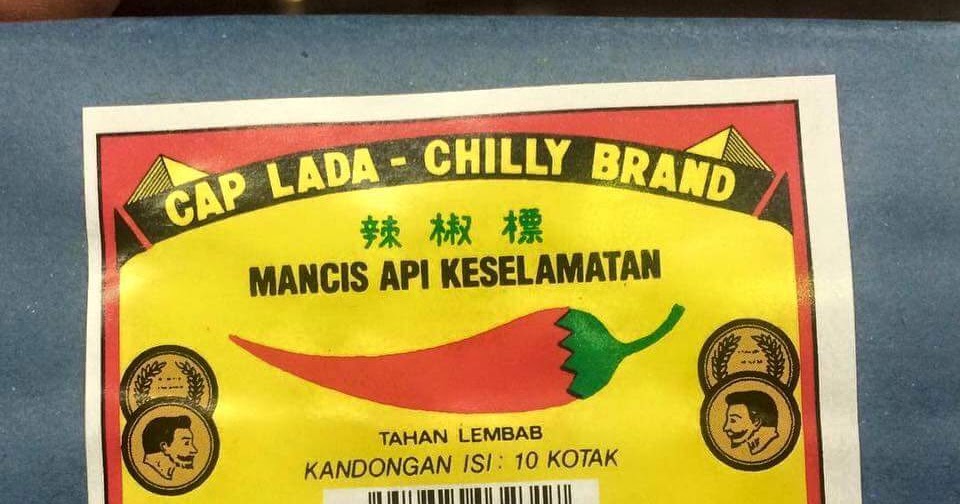 CAP LADA - CHILLY BRAND
辣椒標
MANCIS API KESELAMATAN
TAHAN LEMBAB
KANDONGAN ISI : 10 KOTAK